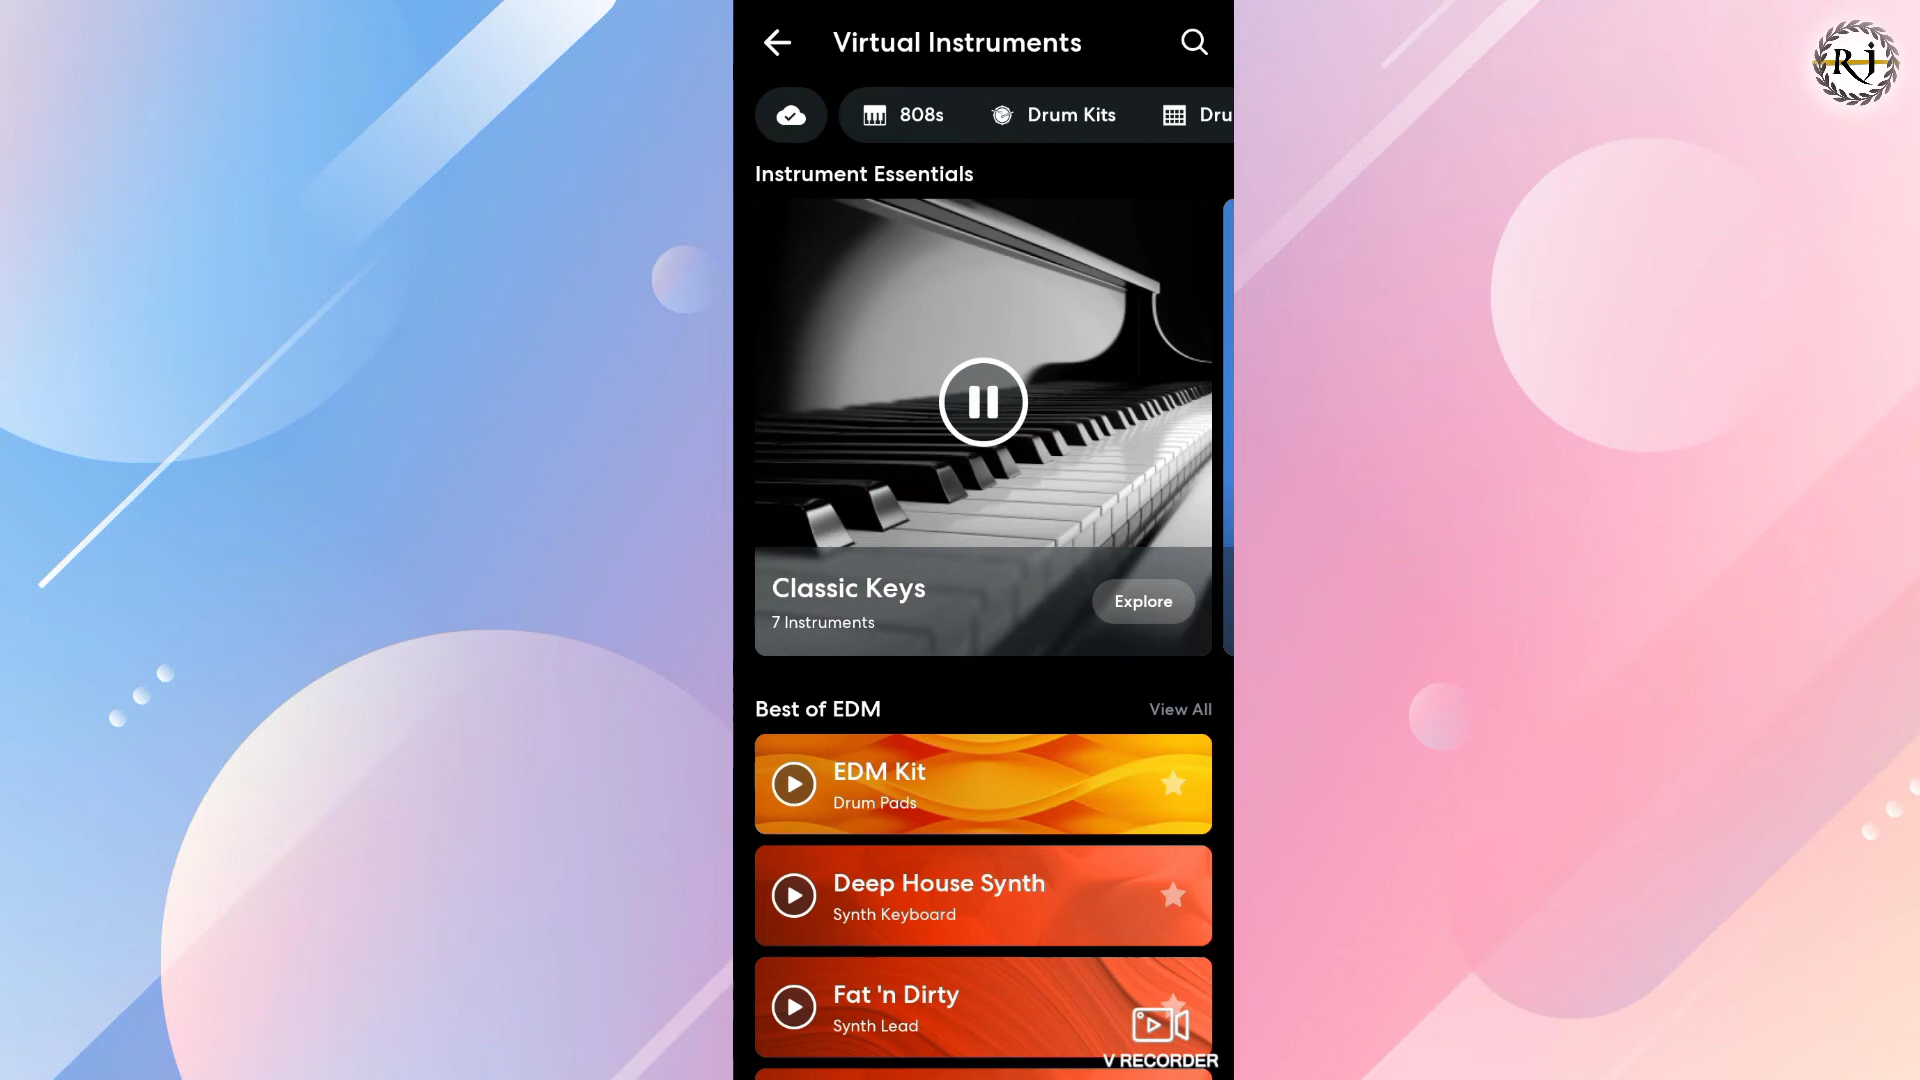 Virtual Instruments
808s
Drum Kits
Dru
Instrument Essentials
Classic Keys
7 Instruments
Explore
Best of EDM
View All
EDM Kit
Drum Pads
Deep House Synth
Synth Keyboard
Fat 'n Dirty
Synth Lead
V RECORDER
RJ